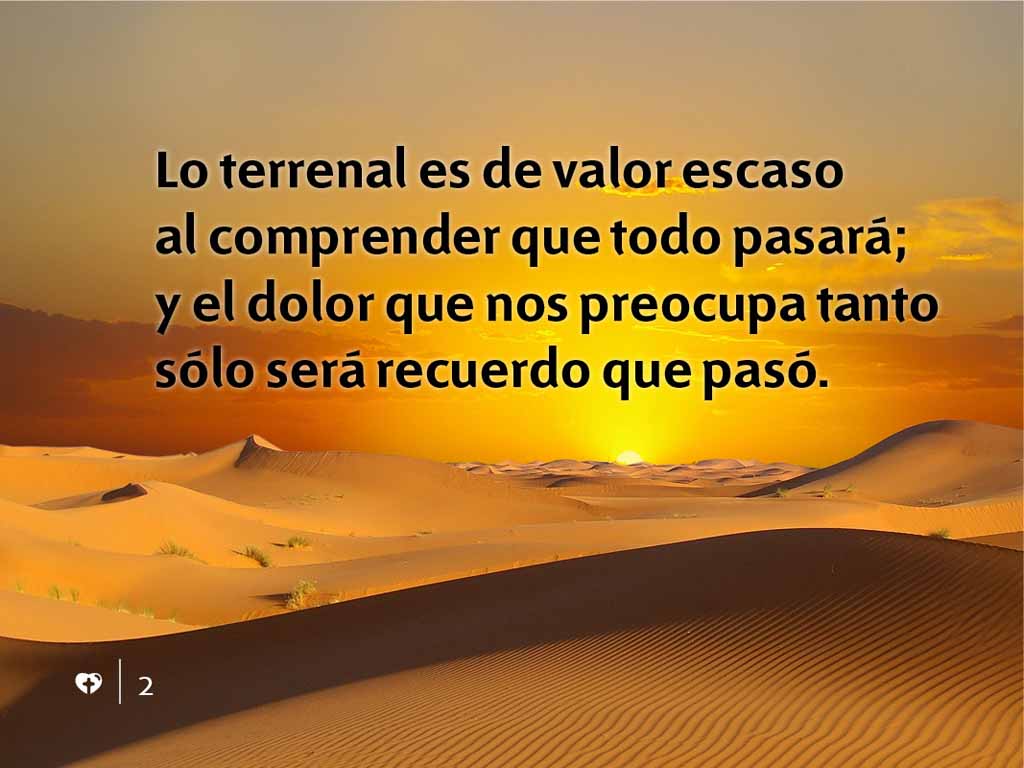 Lo terrenal es de valor escaso
al comprender que todo pasará;
y el dolor que nos preocupa tanto
sólo será recuerdo que pasó.
2